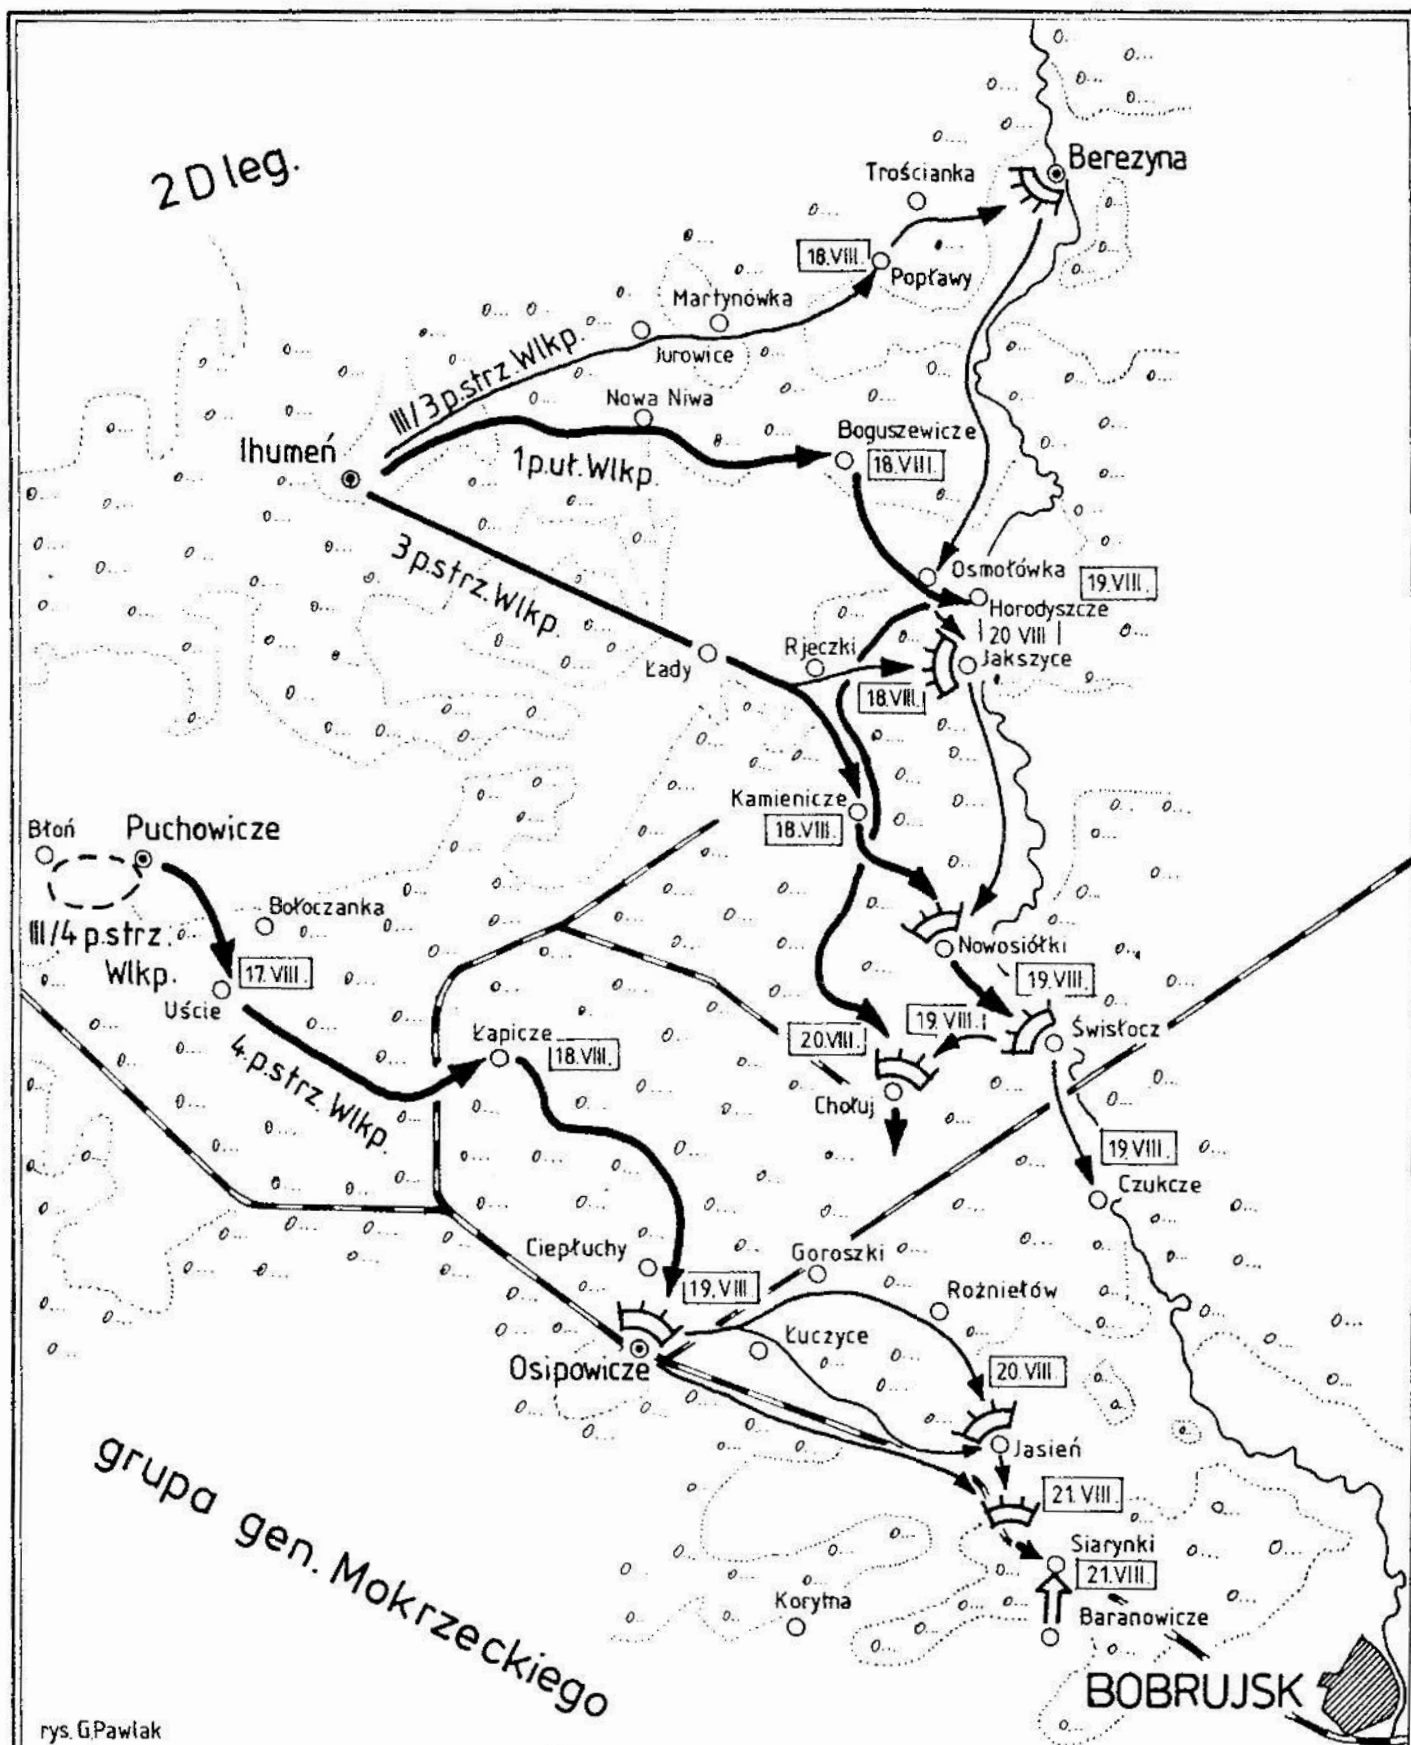 Berezyna
Trościanka
2 D leg.
18.VIII.
Popławy
Martynówka
Jurowice
III/3 p.strz. Wlkp.
Nowa Niwa
Boguszewicze
18.VIII.
Ihumeń
1 p.uł. Wlkp.
3 p.strz. Wlkp.
Osmołówka
19.VIII.
Horodyszcze
20 VIII
Rjeczki
Jakszyce
Łady
18.VIII.
Kamienicze
18.VIII.
Błoń
Puchowicze
Bołoczanka
III/4 p.strz.
Wlkp.
17.VIII.
Uście
Nowosiółki
19.VIII.
19.VIII.
Świsłocz
20.VIII.
Łapicze
18.VIII.
4.p.strz. Wlkp.
Chołuj
19.VIII.
Czukcze
Ciepłuchy
Goroszki
19.VIII
Rożniełów
Łuczyce
Osipowicze
20.VIII.
Jasień
21.VIII.
grupa gen. Mokrzeckiego
Siarynki
21.VIII.
Korytna
Baranowicze
BOBRUJSK
rys. G.Pawlak